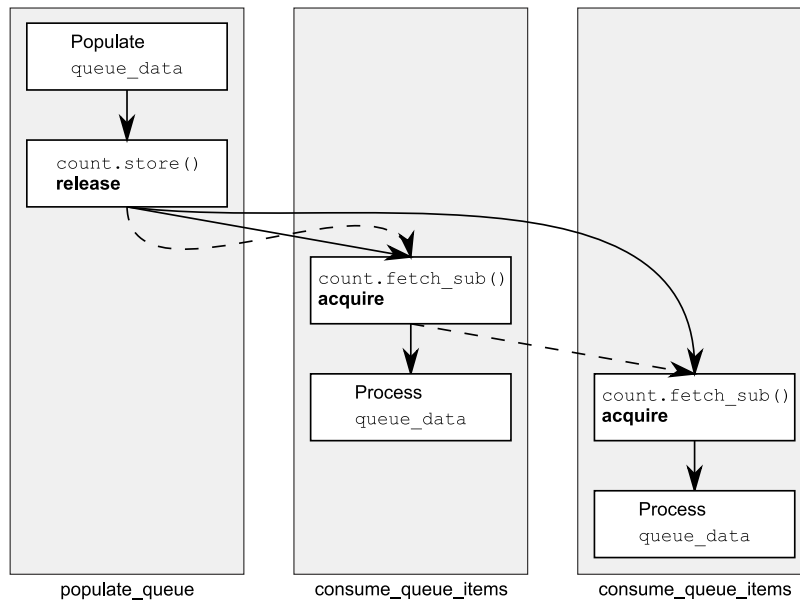 Populate
queue_data
count.store()
release
count.fetch_sub()
acquire
Process
queue_data
count.fetch_sub()
acquire
Process
queue_data
populate_queue
consume_queue_items
consume_queue_items